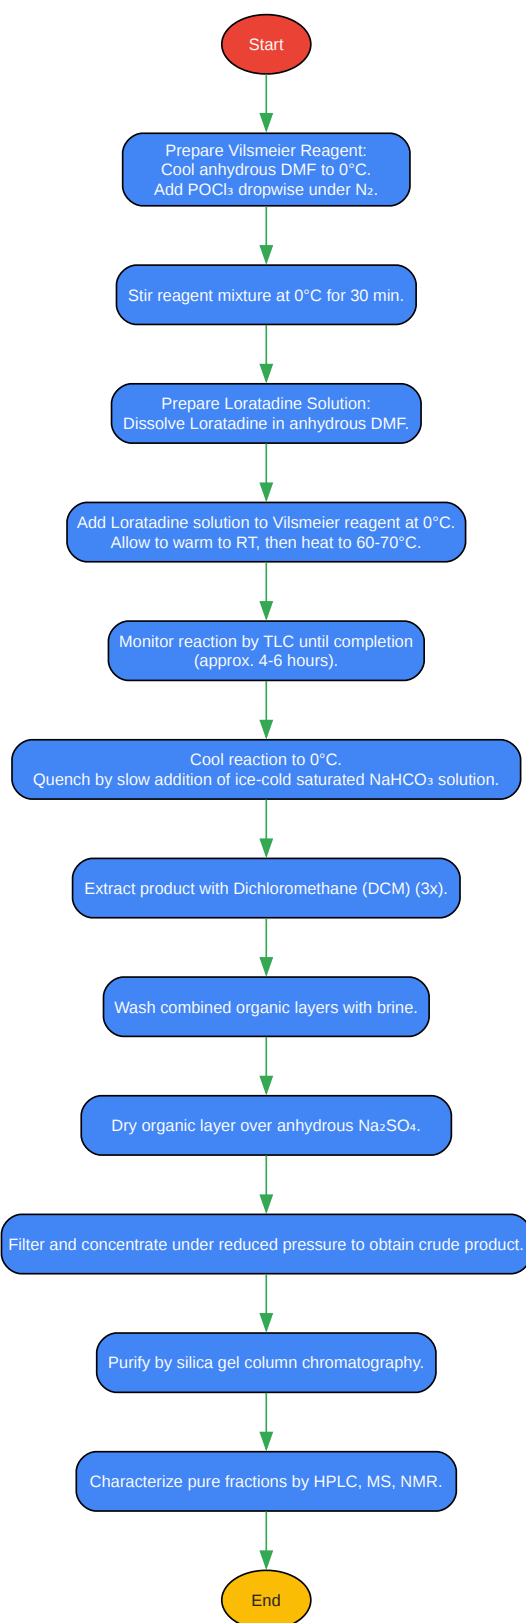 Start
Prepare Vilsmeier Reagent:
Cool anhydrous DMF to 0°C.
Add POCl₃ dropwise under N₂.
Stir reagent mixture at 0°C for 30 min.
Prepare Loratadine Solution:
Dissolve Loratadine in anhydrous DMF.
Add Loratadine solution to Vilsmeier reagent at 0°C.
Allow to warm to RT, then heat to 60-70°C.
Monitor reaction by TLC until completion
(approx. 4-6 hours).
Cool reaction to 0°C.
Quench by slow addition of ice-cold saturated NaHCO₃ solution.
Extract product with Dichloromethane (DCM) (3x).
Wash combined organic layers with brine.
Dry organic layer over anhydrous Na₂SO₄.
Filter and concentrate under reduced pressure to obtain crude product.
Purify by silica gel column chromatography.
Characterize pure fractions by HPLC, MS, NMR.
End